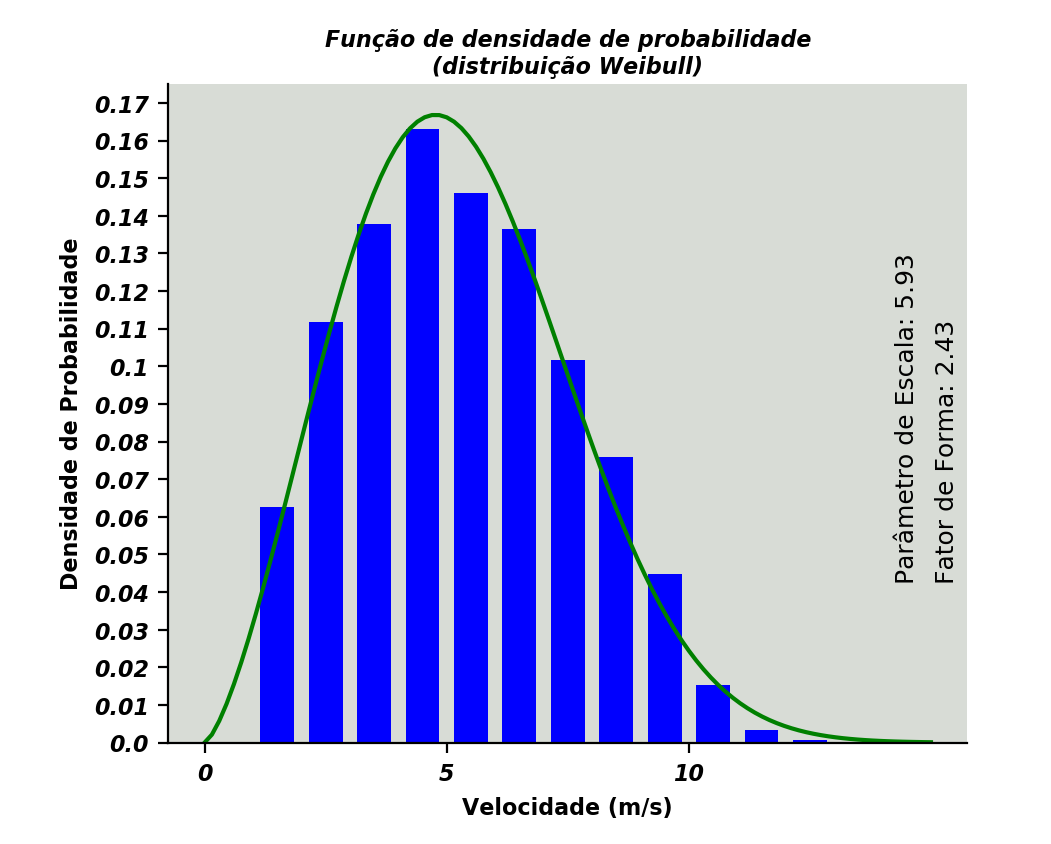 Função de densidade de probabilidade
(distribuição Weibull)
Densidade de Probabilidade
0.17
0.16
0.15
0.14
0.13
0.12
0.11
0.1
0.09
0.08
0.07
0.06
0.05
0.04
0.03
0.02
0.01
0.0
Parâmetro de Escala: 5.93
Fator de Forma: 2.43
0 5 10
Velocidade (m/s)